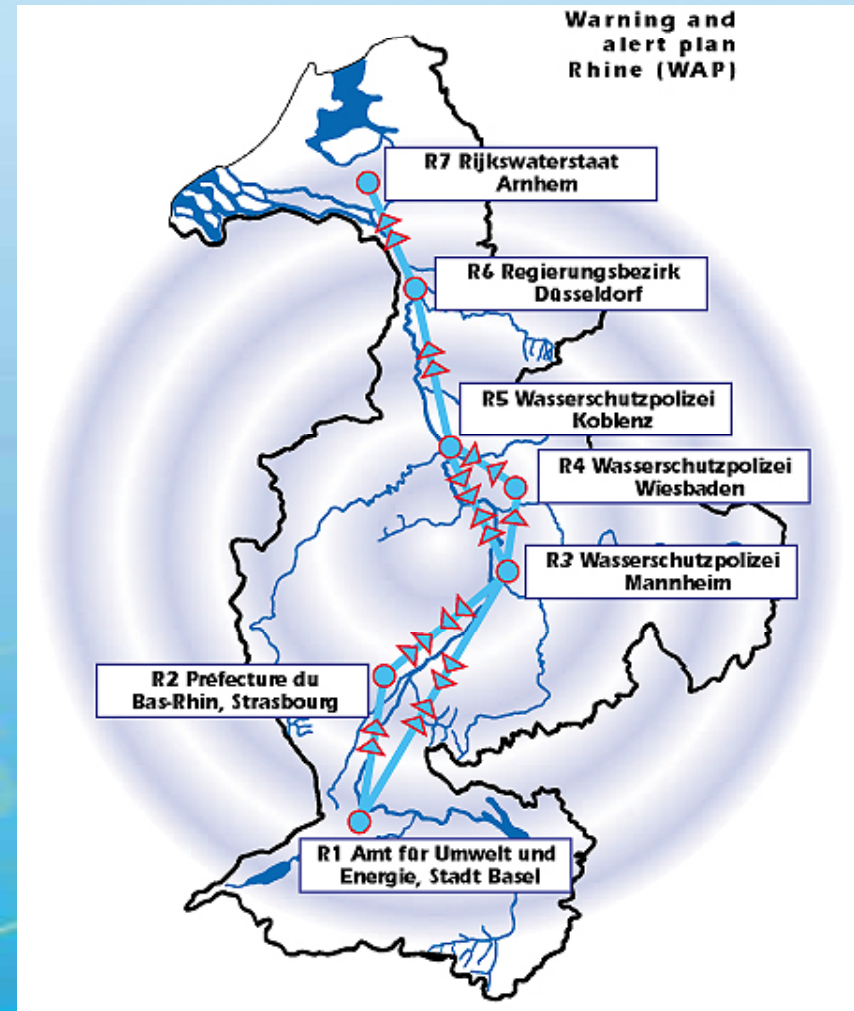 Warning and
alert plan
Rhine (WAP)
R7 Rijkswaterstaat
Arnhem
R6 Regierungsbezirk
Düsseldorf
R5 Wasserschutzpolizei
Koblenz
R4 Wasserschutzpolizei
Wiesbaden
R3 Wasserschutzpolizei
Mannheim
R2 Préfecture du
Bas-Rhin, Strasbourg
R1 Amt für Umwelt und
Energie, Stadt Basel